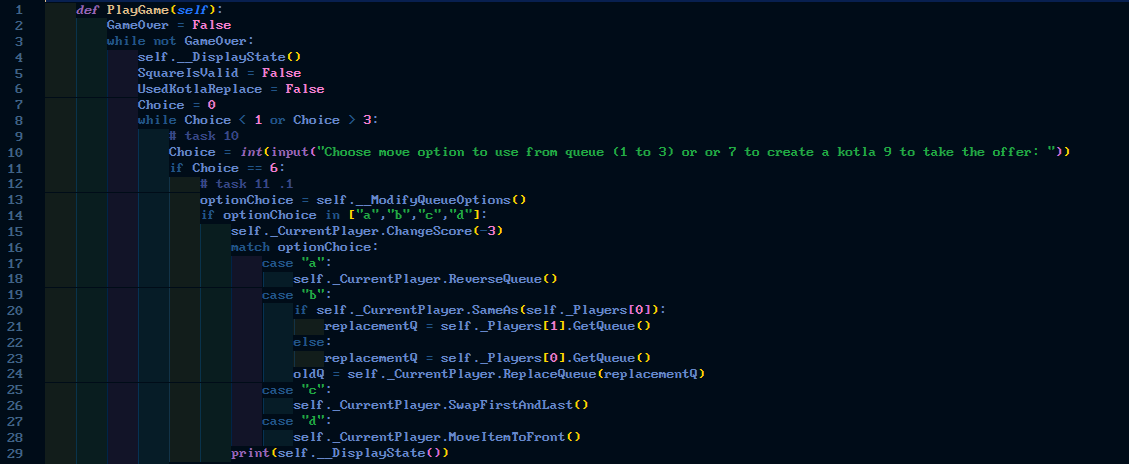 1 def PlayGame(self):
2 GameOver = False
3 while not GameOver:
4 self.__DisplayState()
5 SquareIsValid = False
6 UsedKotlaReplace = False
7 Choice = 0
8 while Choice < 1 or Choice > 3:
9 # task 10
10 Choice = int(input("Choose move option to use from queue (1 to 3) or or 7 to create a kotla 9 to take the offer: "))
11 if Choice == 6:
12 # task 11 .1
13 optionChoice = self.__ModifyQueueOptions()
14 if optionChoice in ["a","b","c","d"]:
15 self._CurrentPlayer.ChangeScore(-3)
16 match optionChoice:
17 case "a":
18 self._CurrentPlayer.ReverseQueue()
19 case "b":
20 if self._CurrentPlayer.SameAs(self._Players[0]):
21 replacementQ = self._Players[1].GetQueue()
22 else:
23 replacementQ = self._Players[0].GetQueue()
24 oldQ = self._CurrentPlayer.ReplaceQueue(replacementQ)
25 case "c":
26 self._CurrentPlayer.SwapFirstAndLast()
27 case "d":
28 self._CurrentPlayer.MoveItemToFront()
29 print(self.__DisplayState())